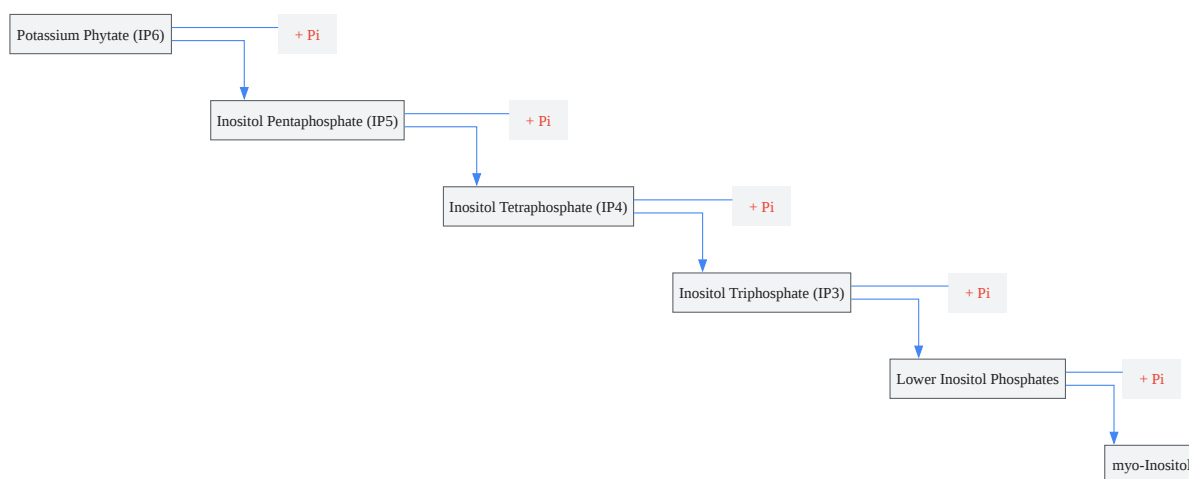 Potassium Phytate (IP6)
+ Pi
Inositol Pentaphosphate (IP5)
+ Pi
Inositol Tetraphosphate (IP4)
+ Pi
Inositol Triphosphate (IP3)
+ Pi
Lower Inositol Phosphates
+ Pi
myo-Inositol